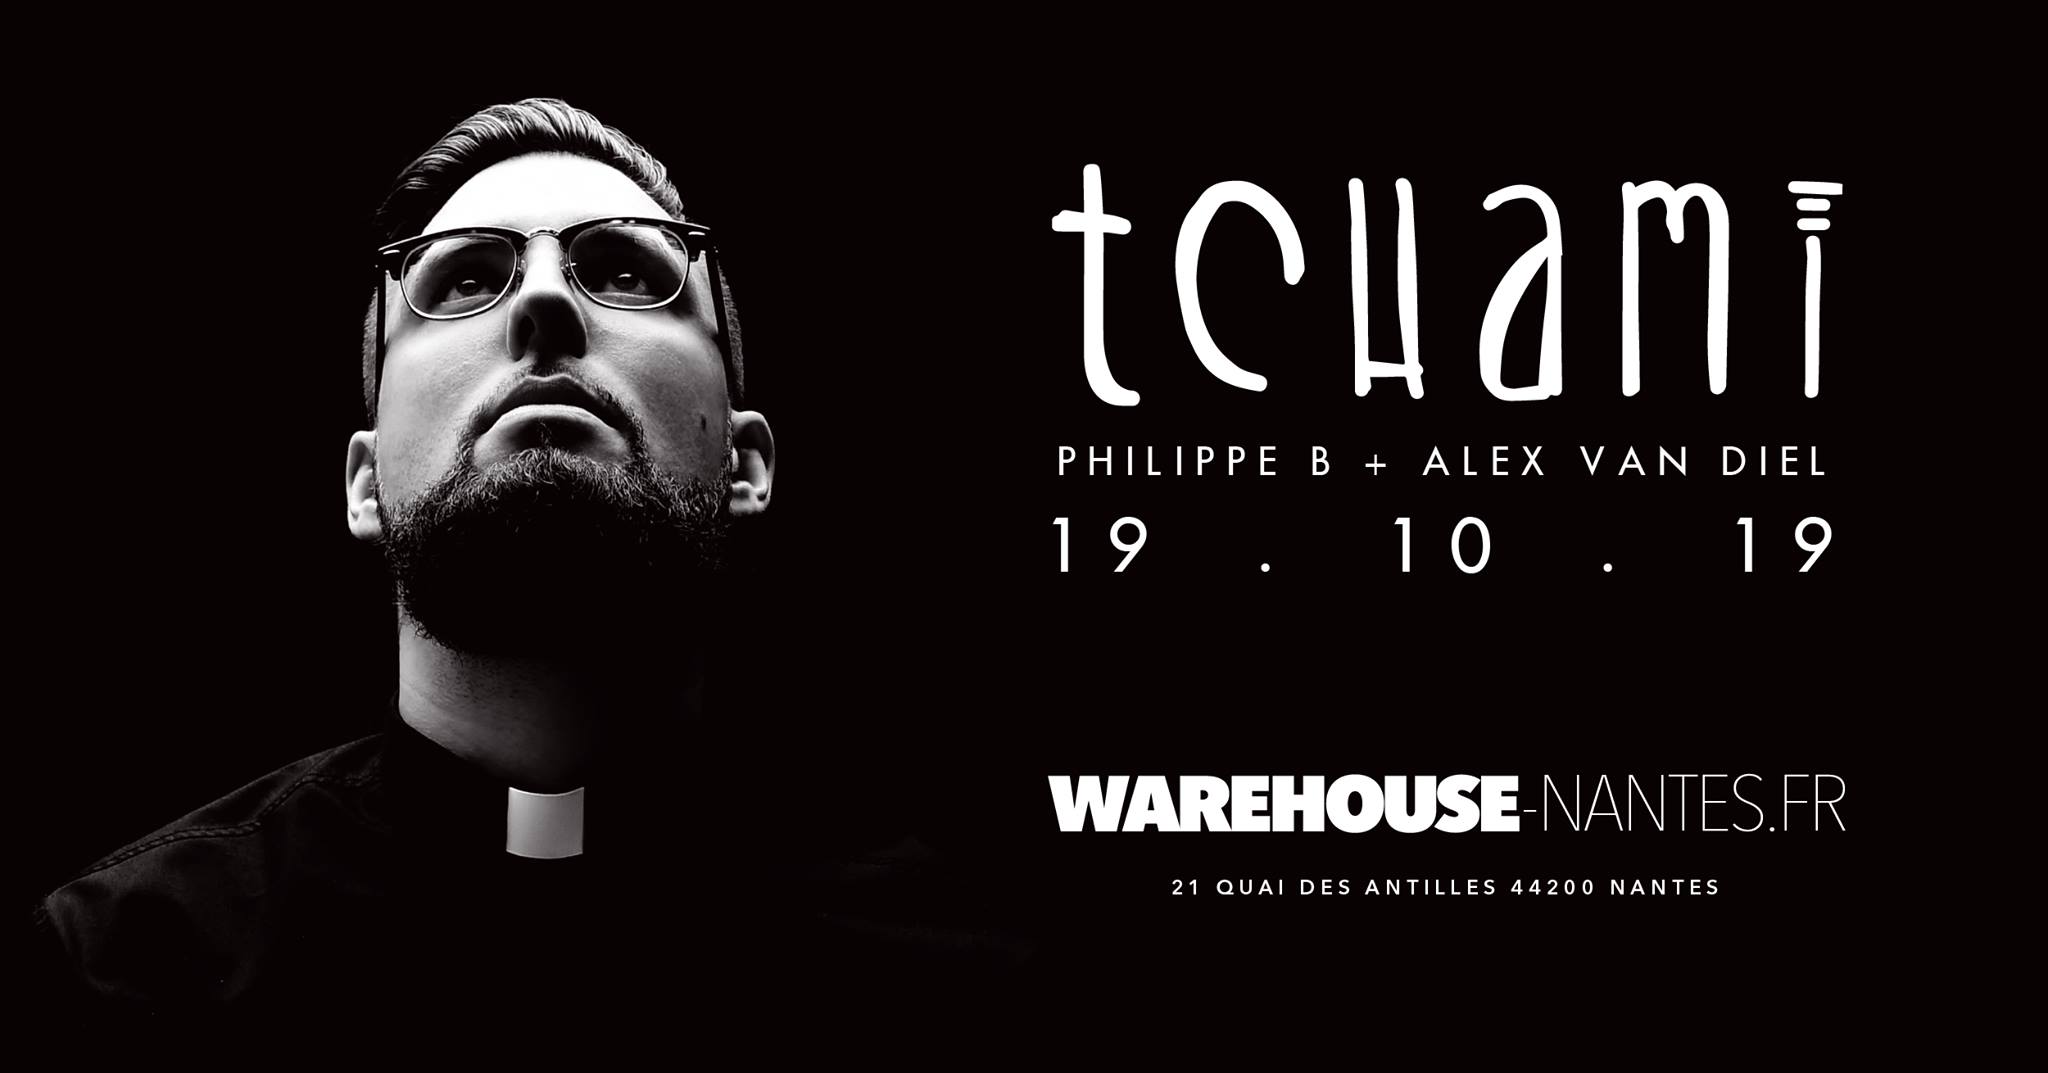 tcHami
PHILIPPE B + ALEX VAN DIEL
19 . 10 . 19
WAREHOUSE-NANTES.FR
21 QUAI DES ANTILLES 44200 NANTES